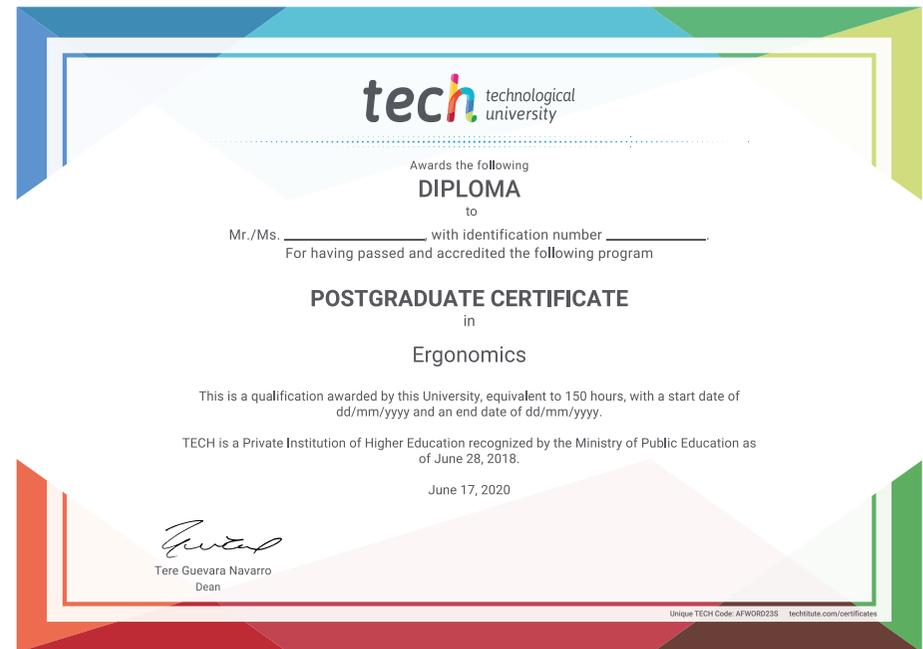 tech technological
university
Awards the following
DIPLOMA
to
Mr./Ms. ____________, with identification number ____________.
For having passed and accredited the following program
POSTGRADUATE CERTIFICATE
in
Ergonomics
This is a qualification awarded by this University, equivalent to 150 hours, with a start date of
dd/mm/yyyy and an end date of dd/mm/yyyy.
TECH is a Private Institution of Higher Education recognized by the Ministry of Public Education as
of June 28, 2018.
June 17, 2020
Tere Guevara Navarro
Dean
Unique TECH Code: AFWORD23S techtitute.com/certificates